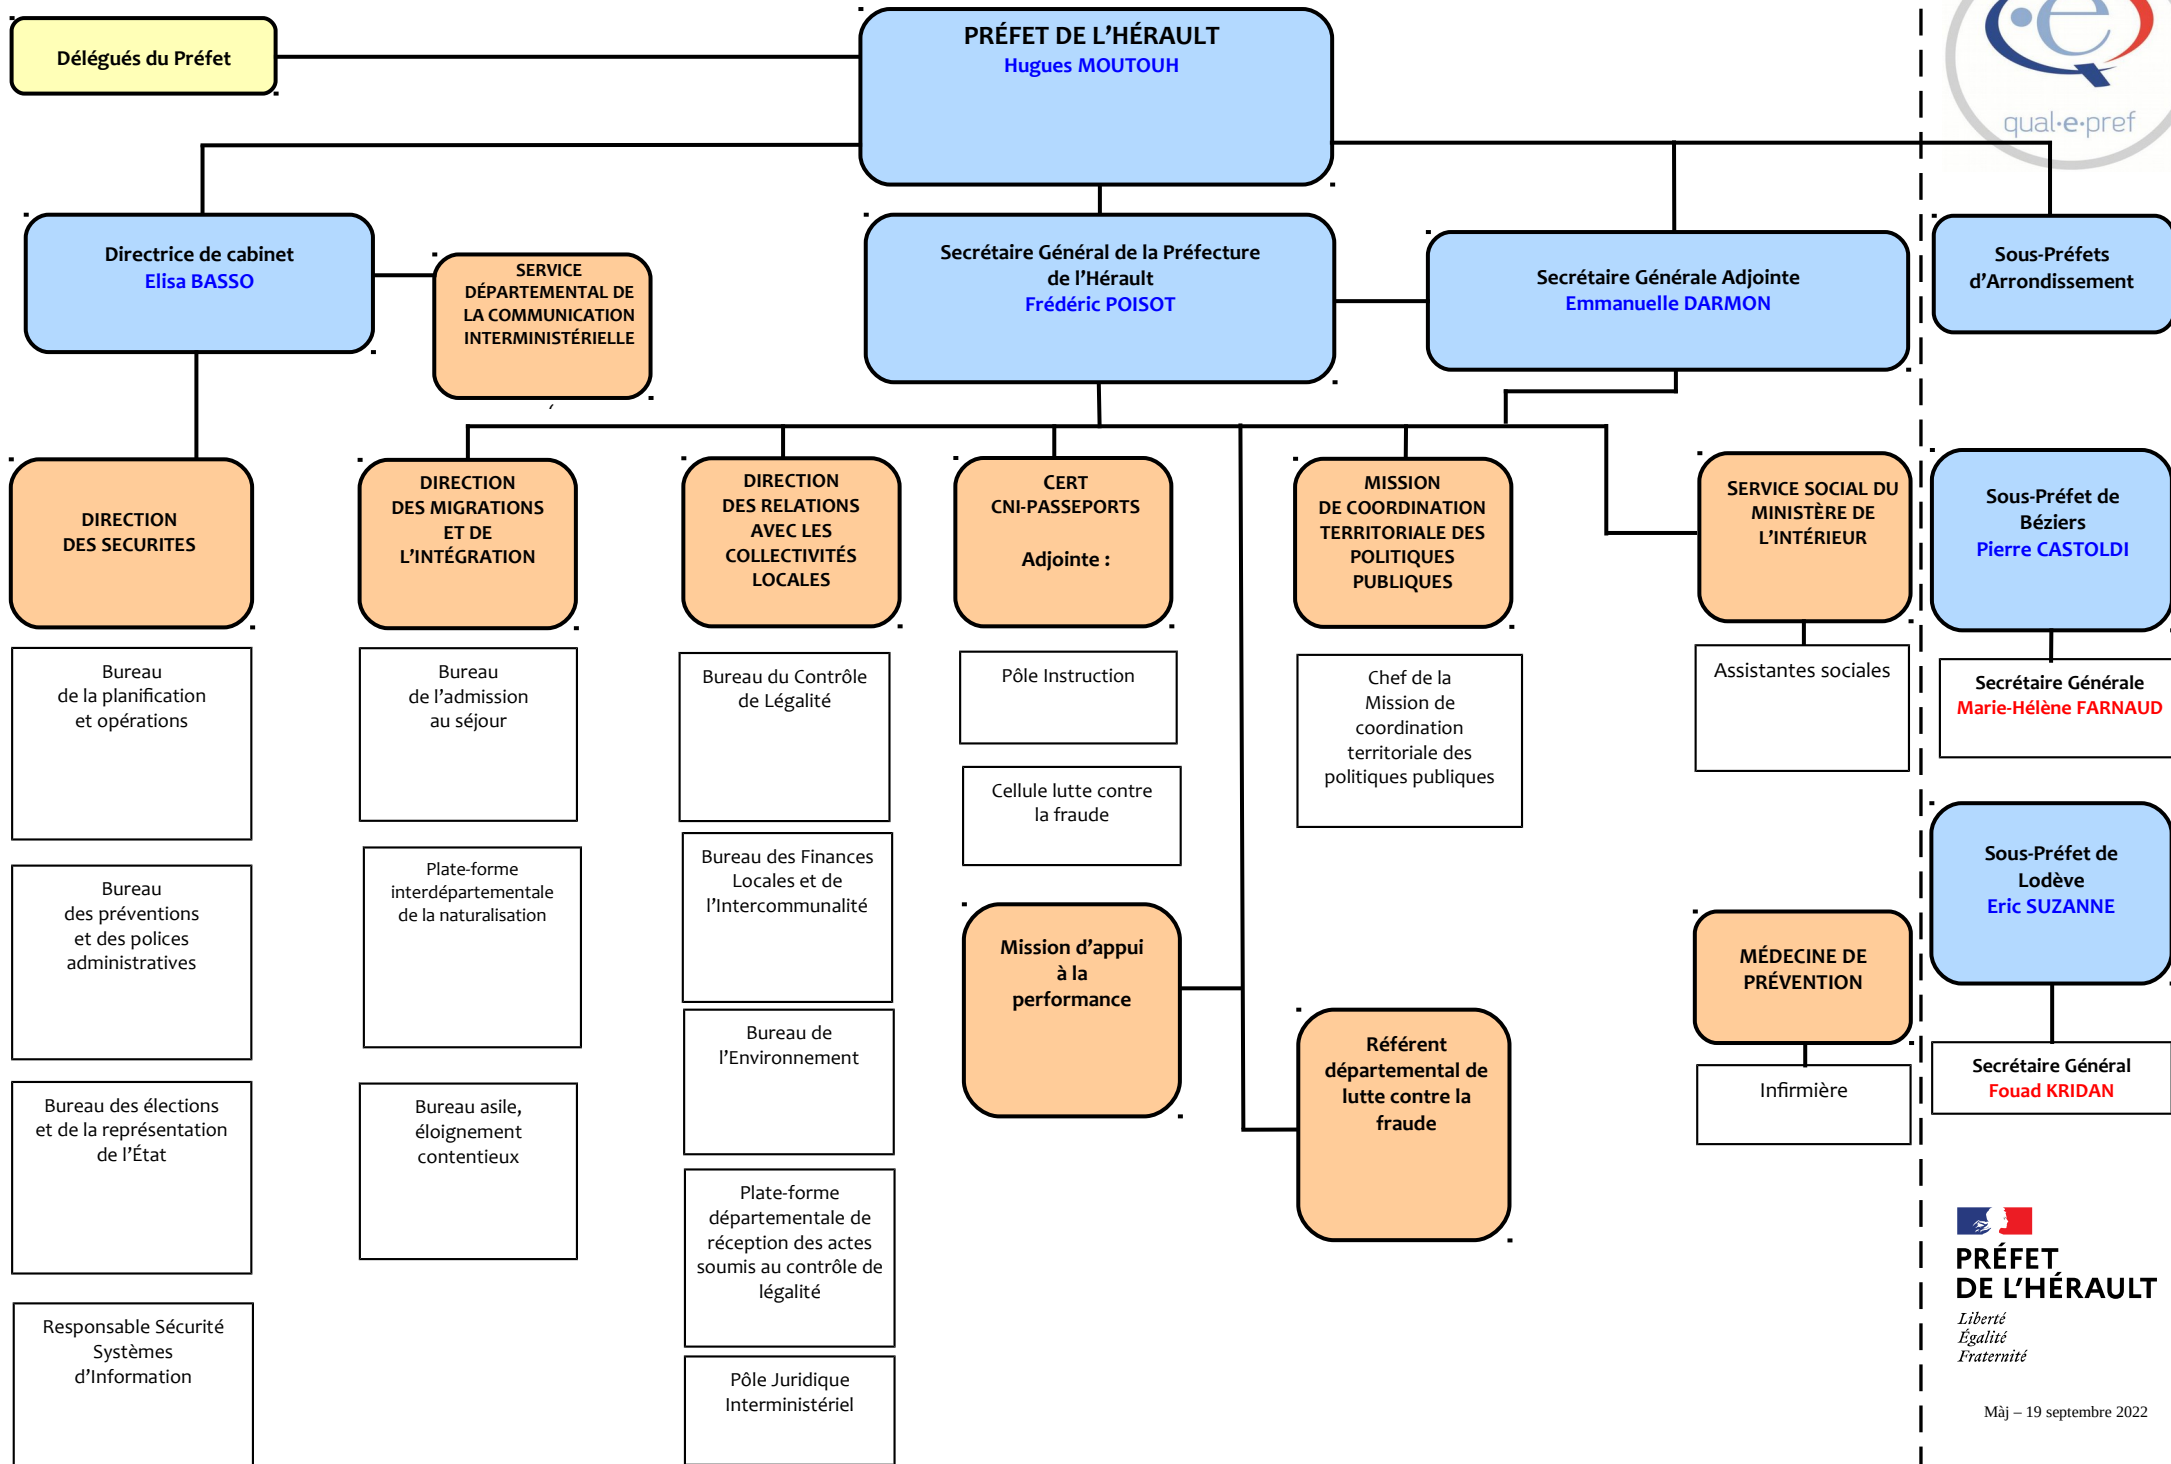 Délégués du Préfet
PRÉFET DE L’HÉRAULT
Hugues MOUTOUH
qual·e·pref
Directrice de cabinet
Elisa BASSO
SERVICE
DÉPARTEMENTAL DE
LA COMMUNICATION
INTERMINISTÉRIELLE
Secrétaire Général de la Préfecture
de l’Hérault
Frédéric POISOT
Secrétaire Générale Adjointe
Emmanuelle DARMON
Sous-Préfets
d’Arrondissement
DIRECTION
DES SECURITES
DIRECTION
DES MIGRATIONS
ET DE
L’INTÉGRATION
DIRECTION
DES RELATIONS
AVEC LES
COLLECTIVITÉS
LOCALES
CERT
CNI-PASSEPORTS
Adjointe :
MISSION
DE COORDINATION
TERRITORIALE DES
POLITIQUES
PUBLIQUES
SERVICE SOCIAL DU
MINISTÈRE DE
L’INTÉRIEUR
Sous-Préfet de
Béziers
Pierre CASTOLDI
Bureau
de la planification
et opérations
Bureau
de l’admission
au séjour
Bureau du Contrôle
de Légalité
Pôle Instruction
Chef de la
Mission de
coordination
territoriale des
politiques publiques
Assistantes sociales
Secrétaire Générale
Marie-Hélène FARNAUD
Cellule lutte contre
la fraude
Bureau
des préventions
et des polices
administratives
Plate-forme
interdépartementale
de la naturalisation
Bureau des Finances
Locales et de
l’Intercommunalité
Mission d’appui
à la
performance
MÉDECINE DE
PRÉVENTION
Sous-Préfet de
Lodève
Eric SUZANNE
Bureau de
l’Environnement
Référent
départemental de
lutte contre la
fraude
Infirmière
Secrétaire Général
Fouad KRIDAN
Bureau des élections
et de la représentation
de l’État
Bureau asile,
éloignement
contentieux
Plate-forme
départementale de
réception des actes
soumis au contrôle de
légalité
Responsable Sécurité
Systèmes
d’Information
Pôle Juridique
Interministériel
PRÉFET
DE L’HÉRAULT
Liberté
Égalité
Fraternité
Màj – 19 septembre 2022